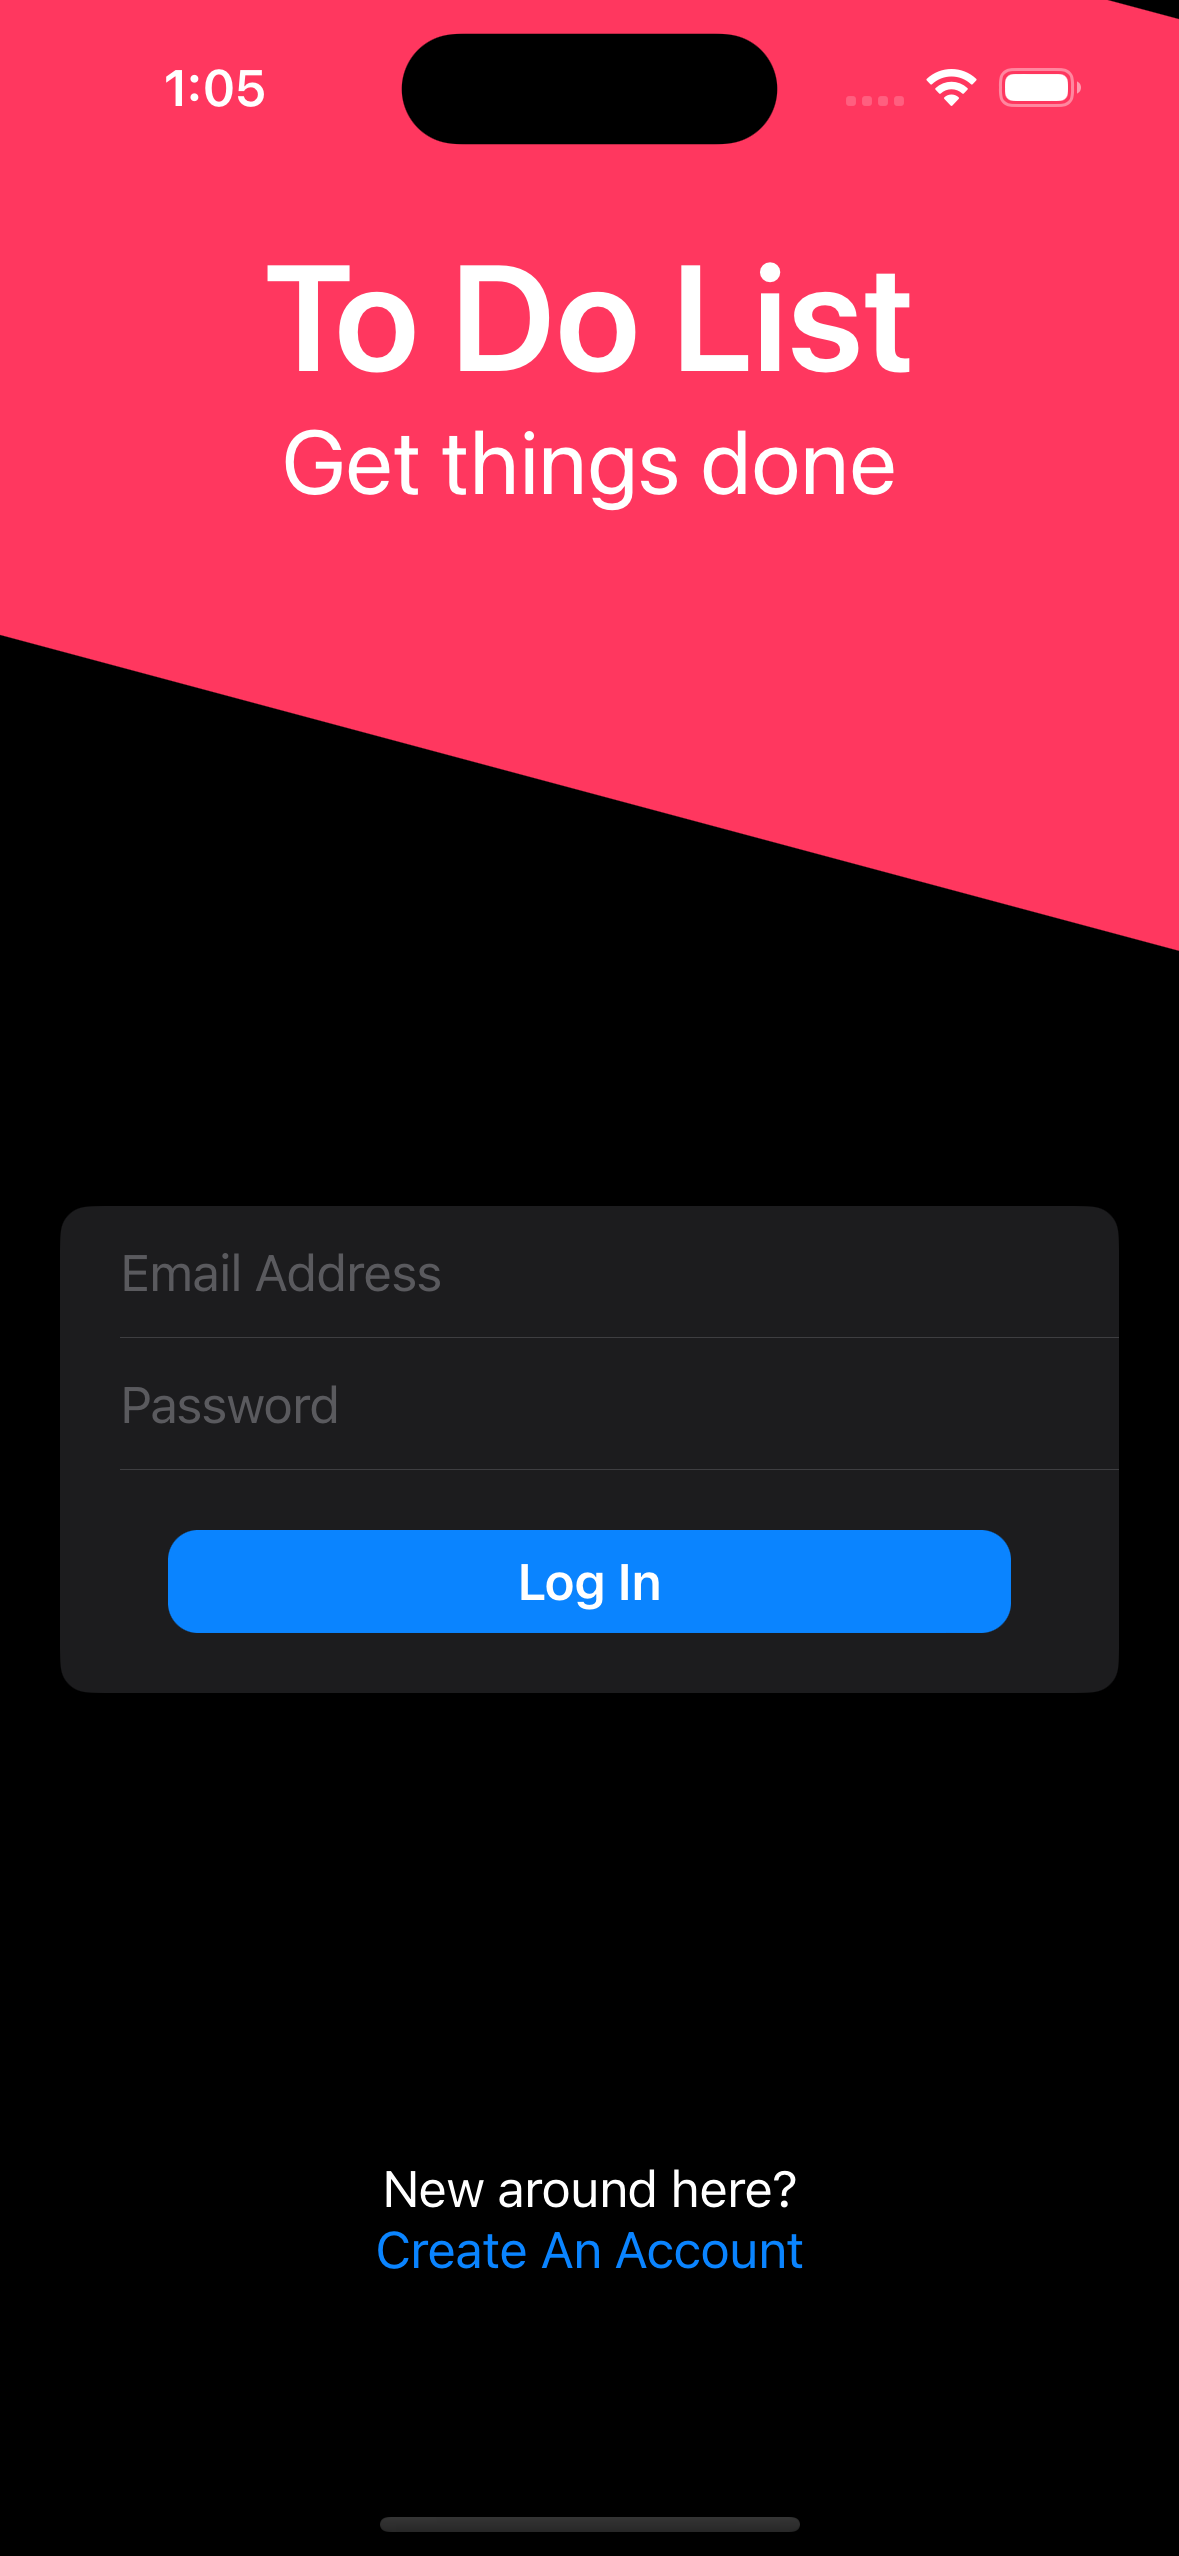 1:05
To Do List
Get things done
Email Address
Password
Log In
New around here?
Create An Account